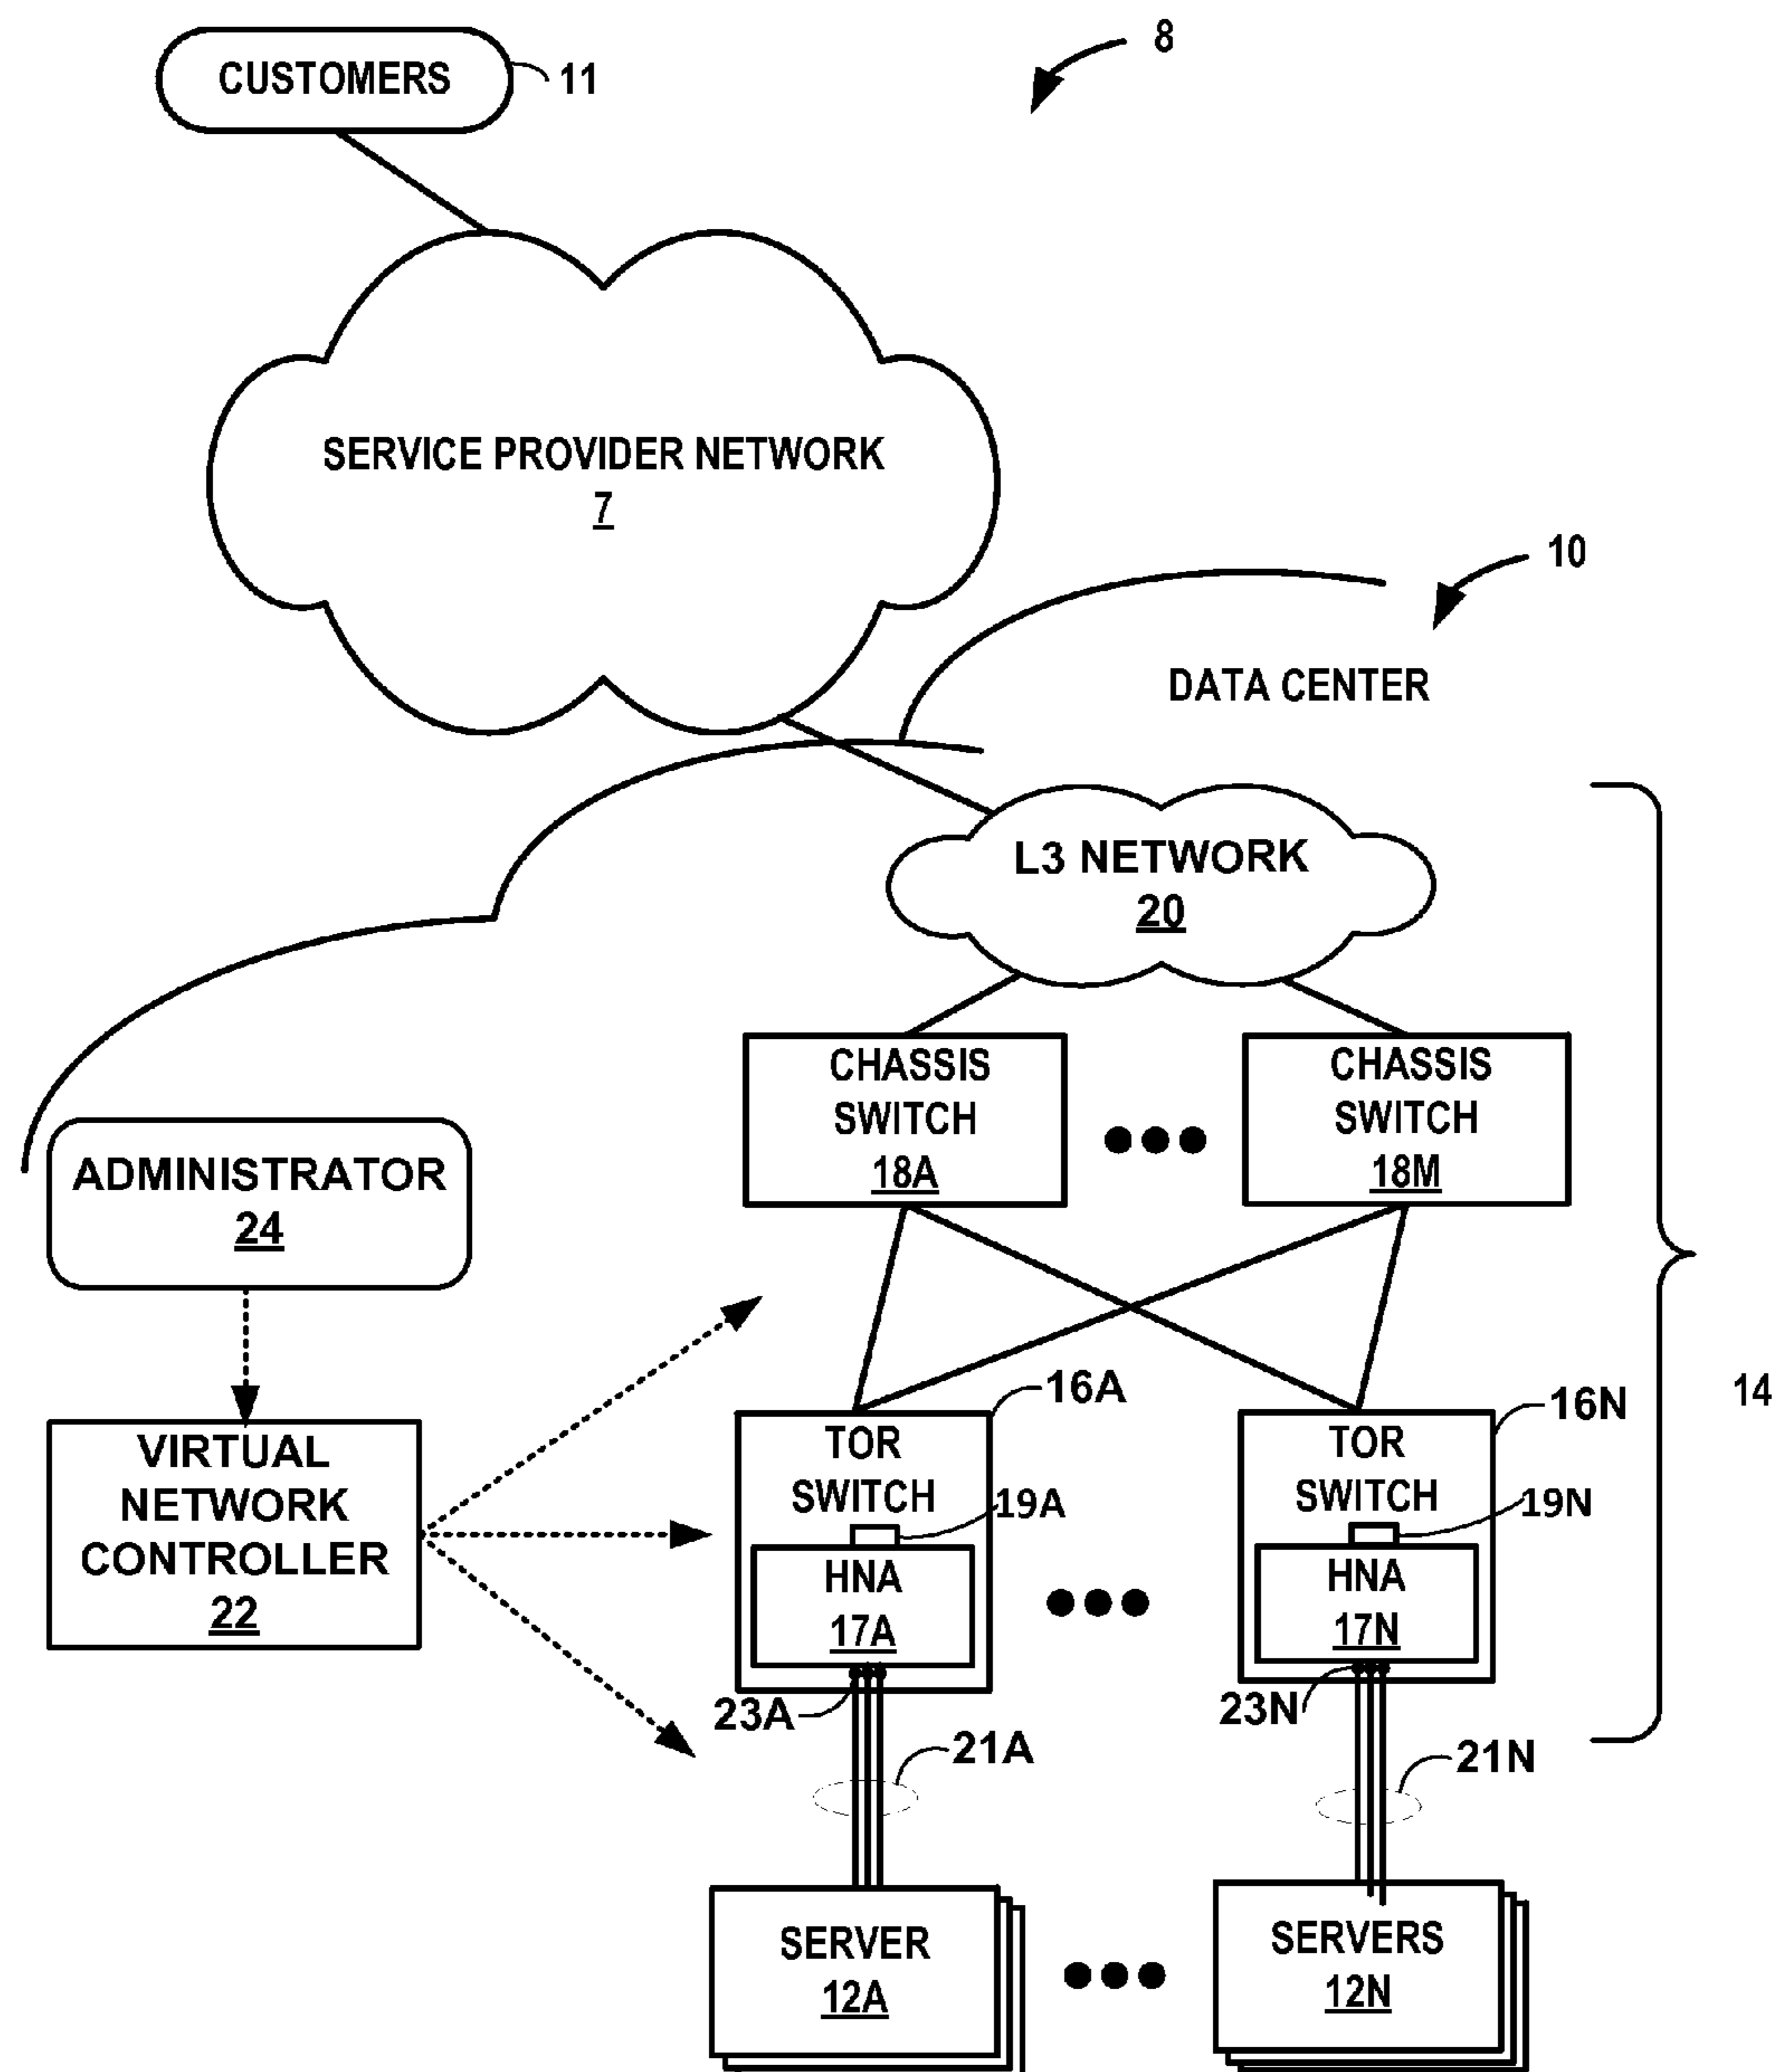 8
CUSTOMERS
11
SERVICE PROVIDER NETWORK
7
10
DATA CENTER
L3 NETWORK
20
CHASSIS
SWITCH
18A
CHASSIS
SWITCH
18M
ADMINISTRATOR
24
14
16A
16N
VIRTUAL
NETWORK
CONTROLLER
22
TOR
SWITCH
19A
HNA
17A
TOR
SWITCH
19N
HNA
17N
23A
23N
21A
21N
SERVER
12A
SERVERS
12N